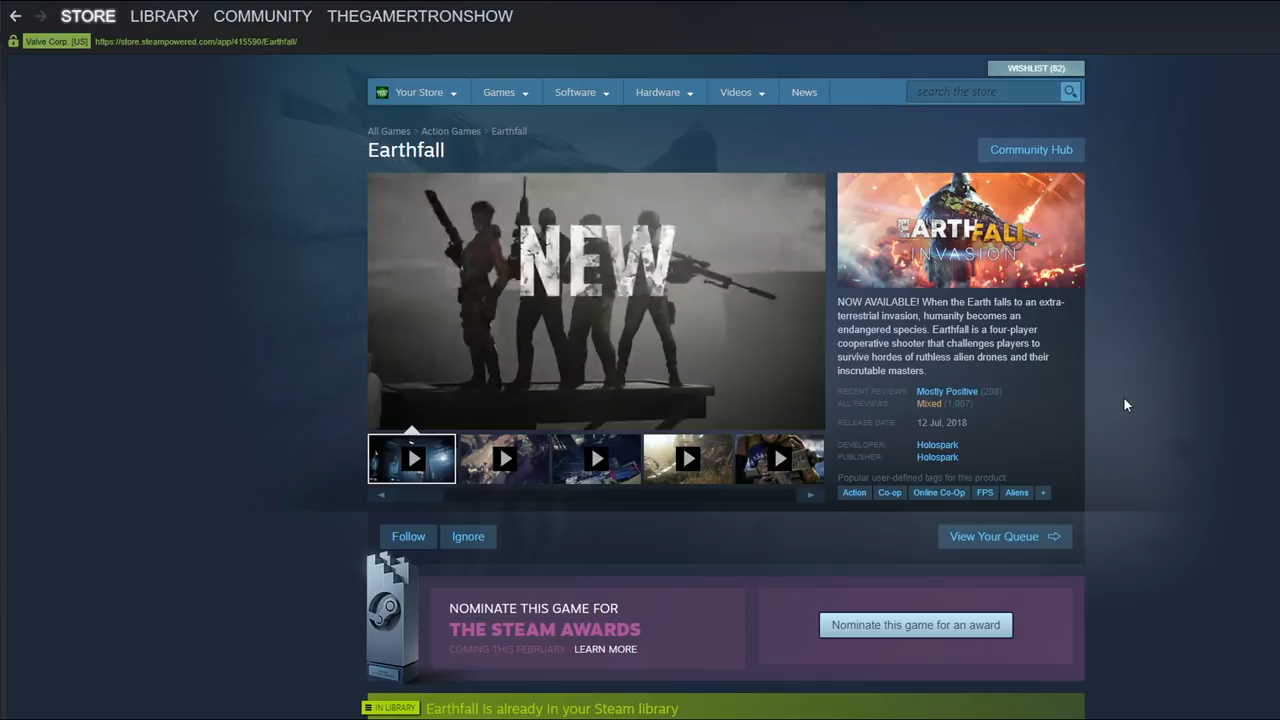 STORE LIBRARY COMMUNITY THEGAMERTRONSHOW
Valve Corp. [US] https://store.steampowered.com/app/415590/Earthfall/
WISHLIST (82)
Your Store Games Software Hardware Videos News search the store
All Games > Action Games > Earthfall
Earthfall
Community Hub
NEW
EARTHFALL
INVASION
NOW AVAILABLE! When the Earth falls to an extra-
terrestrial invasion, humanity becomes an
endangered species. Earthfall is a four-player
cooperative shooter that challenges players to
survive hordes of ruthless alien drones and their
inscrutable masters.
RECENT REVIEWS: Mostly Positive (208)
ALL REVIEWS: Mixed (1,007)
RELEASE DATE: 12 Jul, 2018
DEVELOPER: Holospark
PUBLISHER: Holospark
Popular user-defined tags for this product:
Action Co-op Online Co-Op FPS Aliens +
Follow Ignore View Your Queue
NOMINATE THIS GAME FOR
THE STEAM AWARDS
COMING THIS FEBRUARY LEARN MORE
Nominate this game for an award
IN LIBRARY Earthfall is already in your Steam library